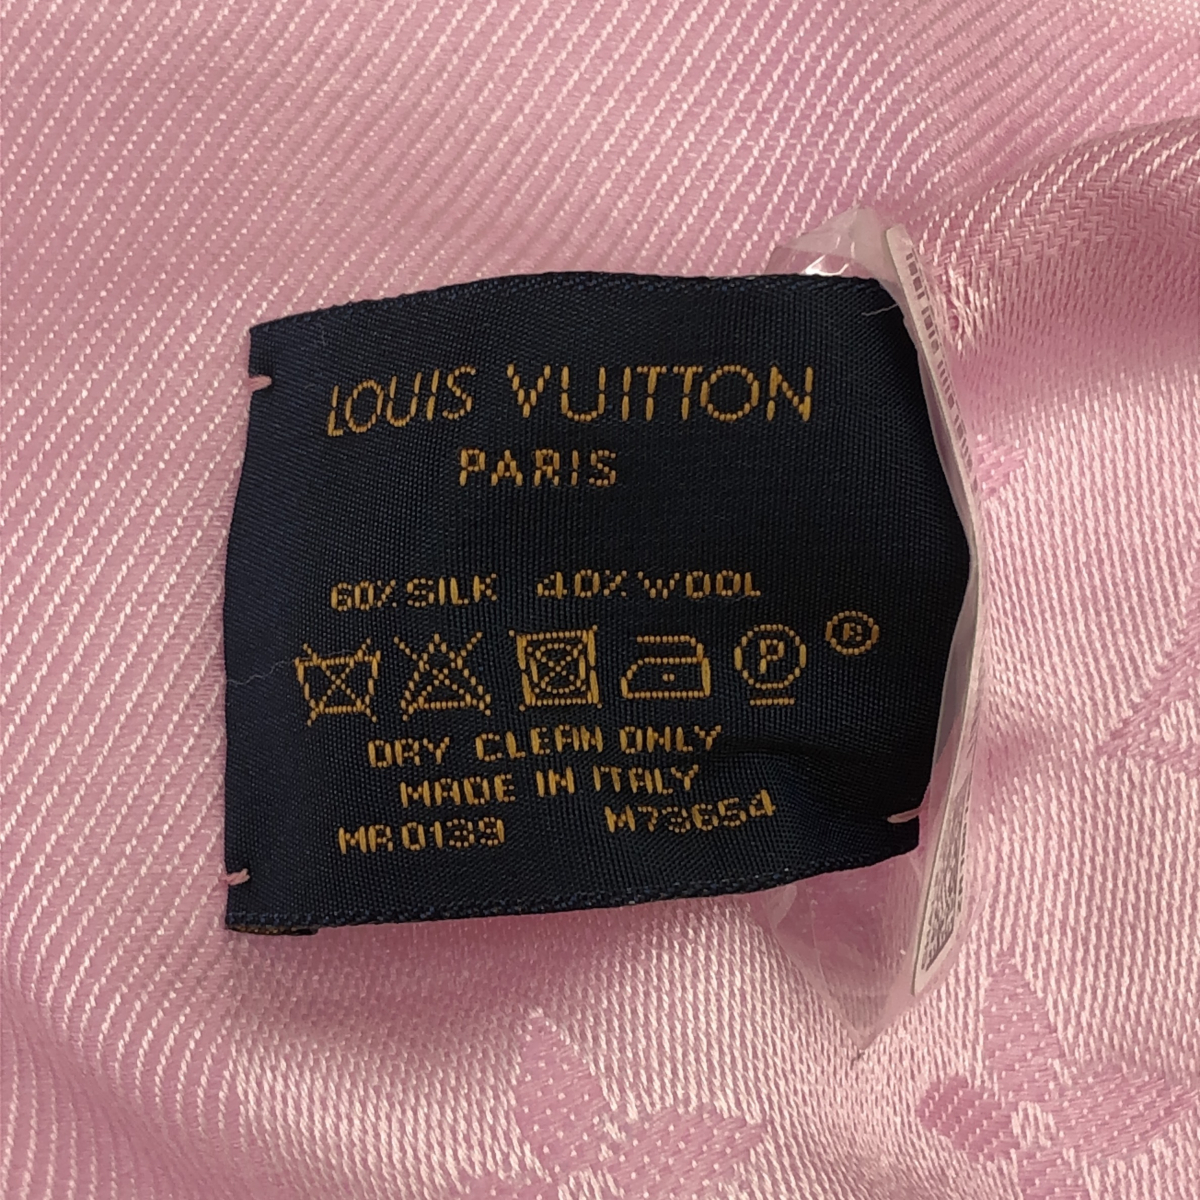 LOUIS VUITTON
PARIS
60% SILK 40% WOOL
P
DRY CLEAN ONLY
MADE IN ITALY
MR0139 M73654